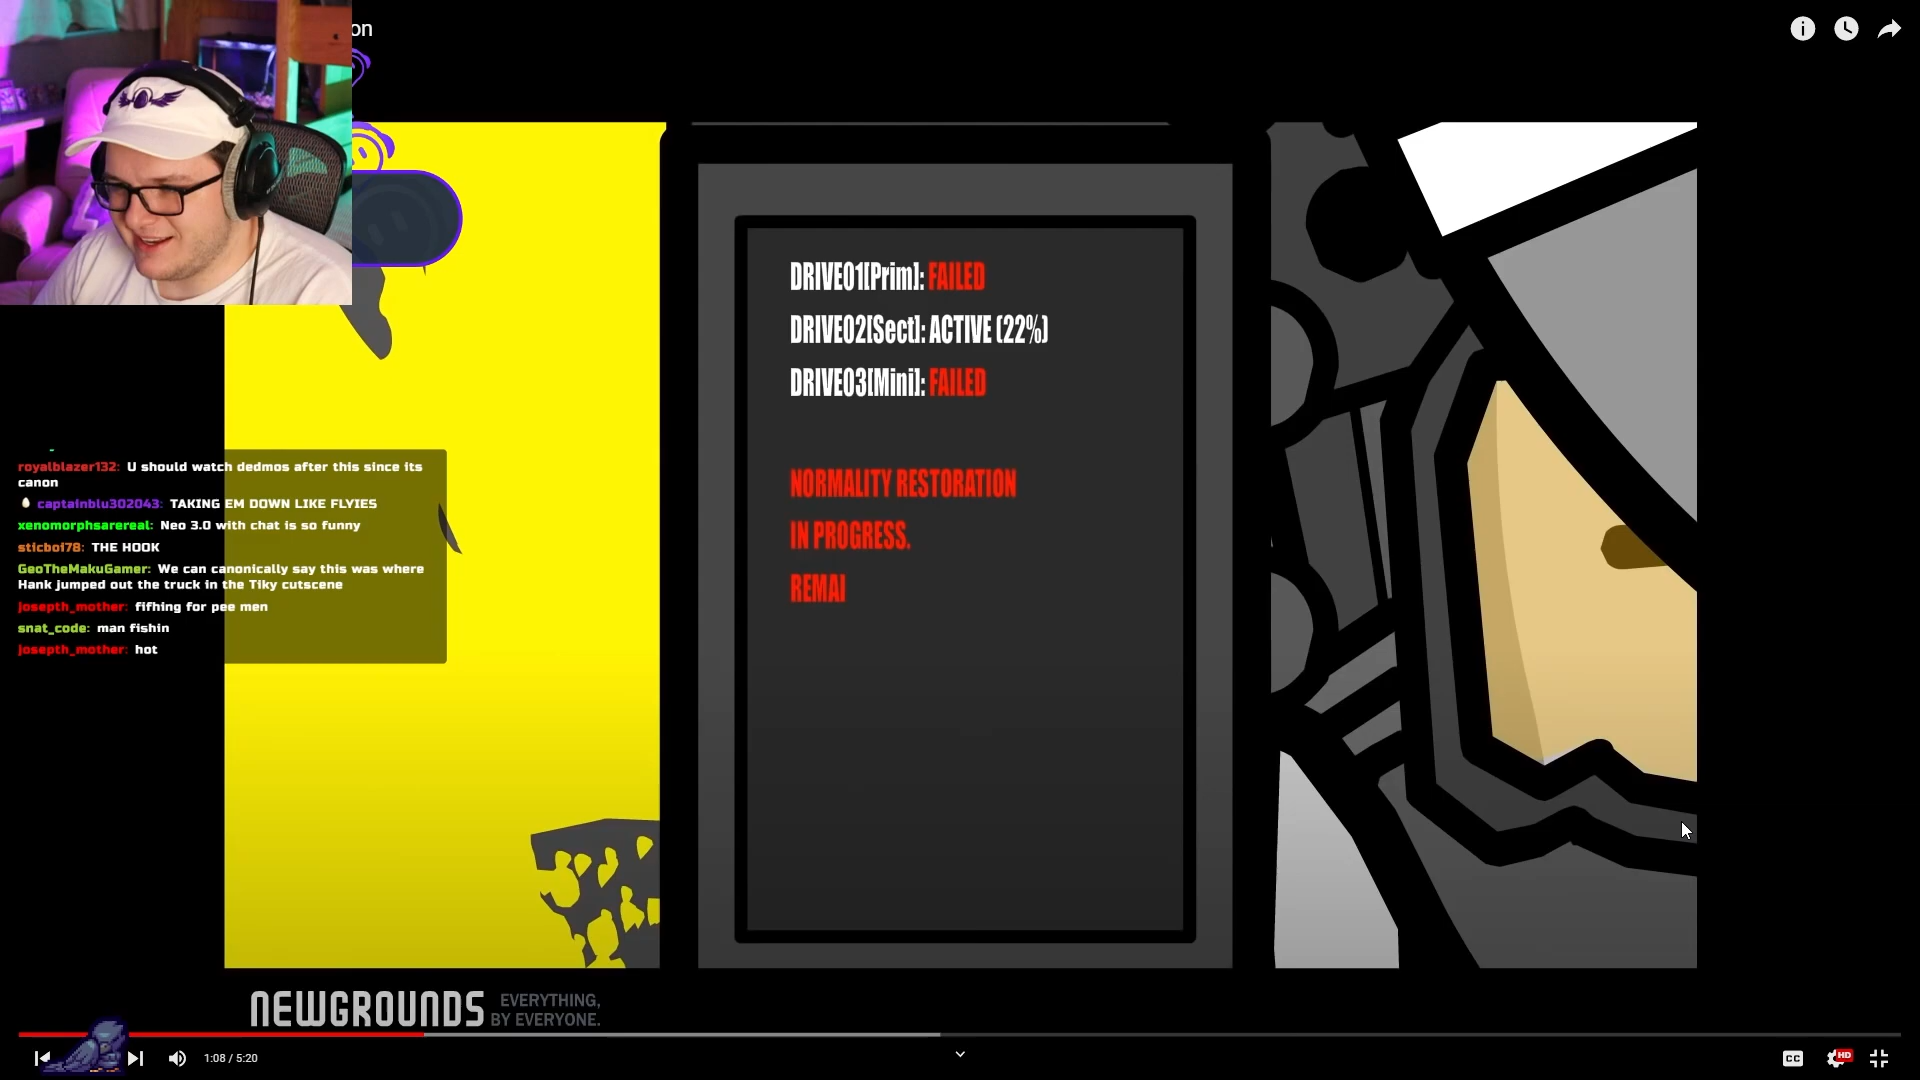 on
DRIVE01[Prim]: FAILED
DRIVE02[Sect]: ACTIVE (22%)
DRIVE03[Mini]: FAILED
NORMALITY RESTORATION
IN PROGRESS.
REMAI
royalblazer132: U should watch dedmos after this since its
canon
captainblu302043: TAKING EM DOWN LIKE FLYIES
xenomorphsarereal: Neo 3.0 with chat is so funny
sticboi78: THE HOOK
GeoTheMakuGamer: We can canonically say this was where
Hank jumped out the truck in the Tiky cutscene
josepth_mother: fifhing for pee men
snat_code: man fishin
josepth_mother: hot
NEWGROUNDS
EVERYTHING,
BY EVERYONE.
1:08 / 5:20
CC
HD